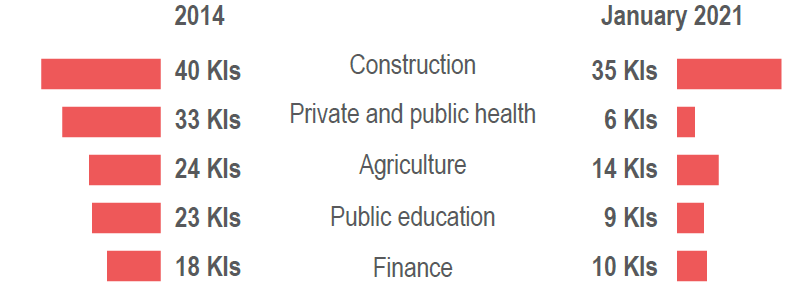 2014 January 2021
40 KIs Construction 35 KIs
33 KIs Private and public health 6 KIs
24 KIs Agriculture 14 KIs
23 KIs Public education 9 KIs
18 KIs Finance 10 KIs